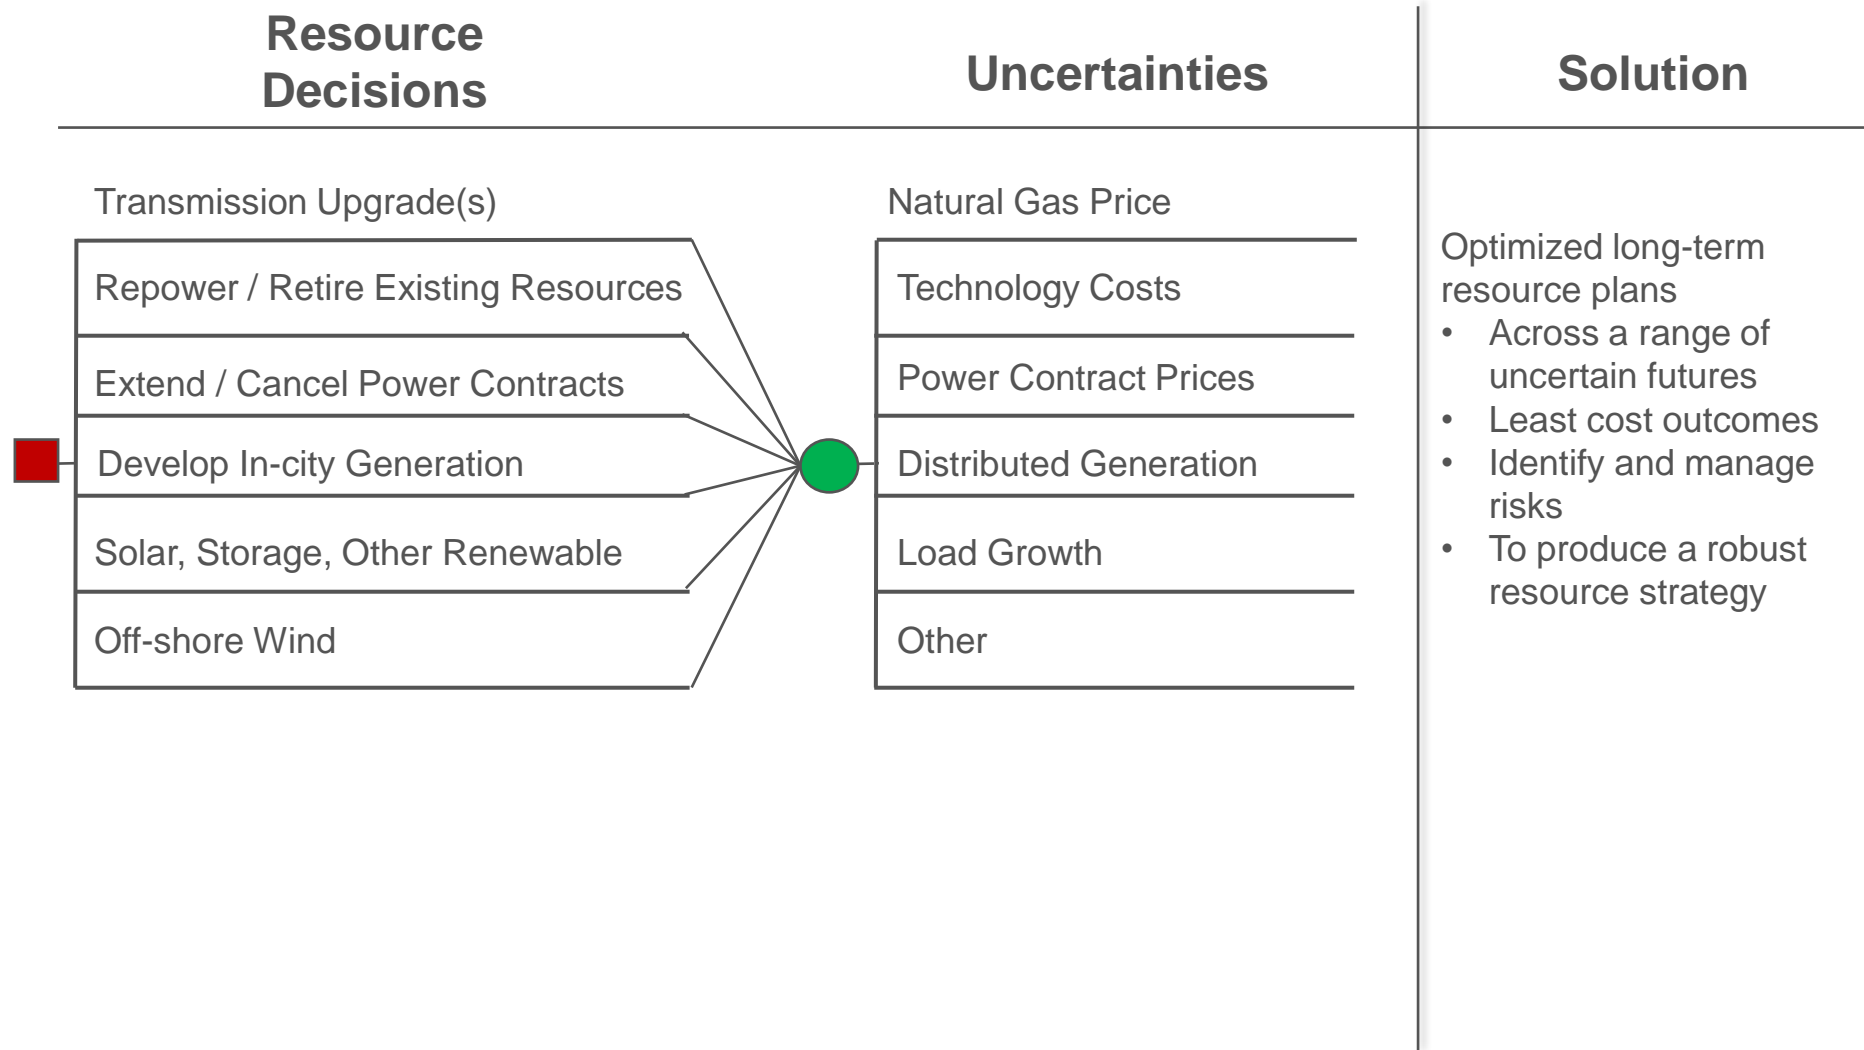 Resource
Decisions
Uncertainties
Solution
Transmission Upgrade(s)
Repower / Retire Existing Resources
Extend / Cancel Power Contracts
Develop In-city Generation
Solar, Storage, Other Renewable
Off-shore Wind
Natural Gas Price
Technology Costs
Power Contract Prices
Distributed Generation
Load Growth
Other
Optimized long-term
resource plans
• Across a range of
uncertain futures
• Least cost outcomes
• Identify and manage
risks
• To produce a robust
resource strategy